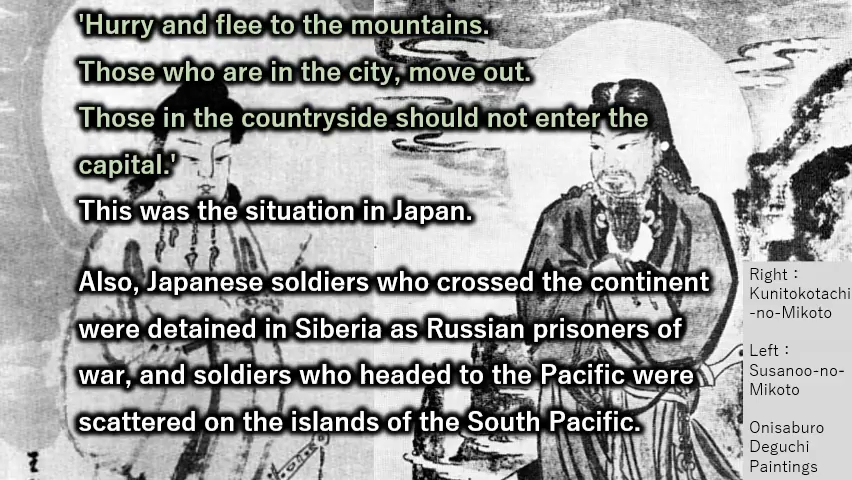 'Hurry and flee to the mountains.
Those who are in the city, move out.
Those in the countryside should not enter the
capital.'
This was the situation in Japan.
Also, Japanese soldiers who crossed the continent
were detained in Siberia as Russian prisoners of
war, and soldiers who headed to the Pacific were
scattered on the islands of the South Pacific.
Right：
Kunitokotachi
-no-Mikoto
Left：
Susanoo-no-
Mikoto
Onisaburo
Deguchi
Paintings